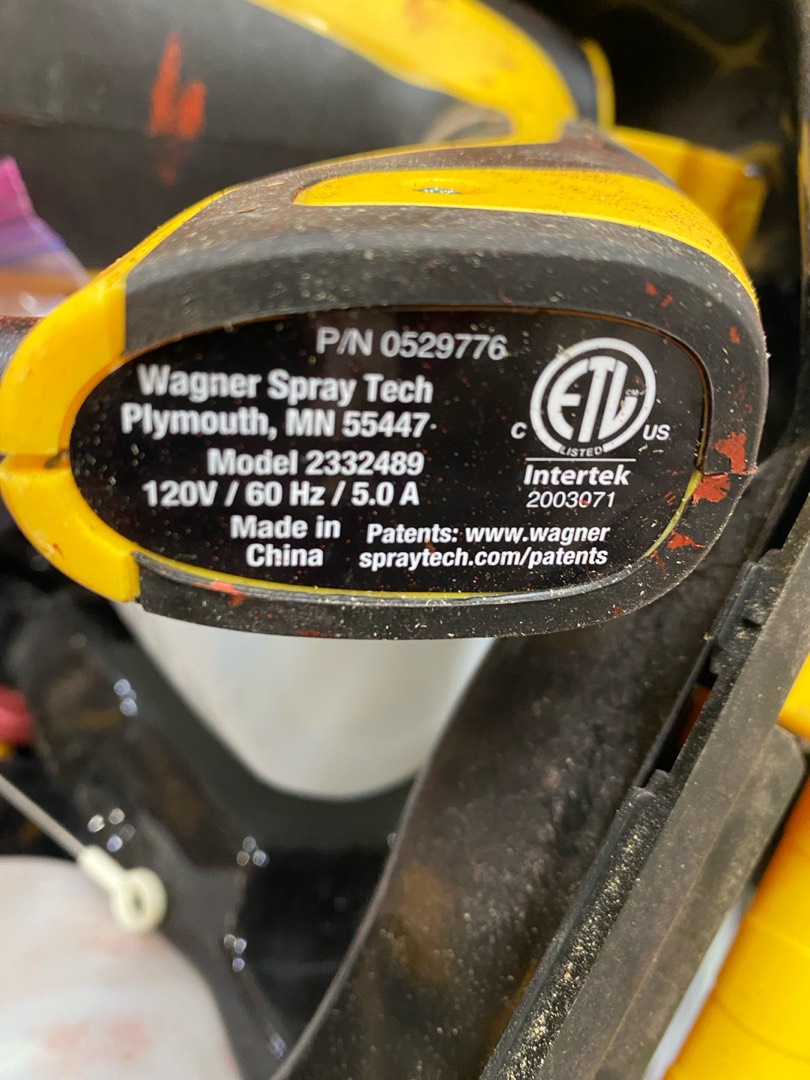 P/N 0529776
Wagner Spray Tech
Plymouth, MN 55447
Model 2332489
120V / 60 Hz / 5.0 A
Made in
China
Patents: www.wagner
spraytech.com/patents
ETL CM
C US
LISTED
Intertek
2003071